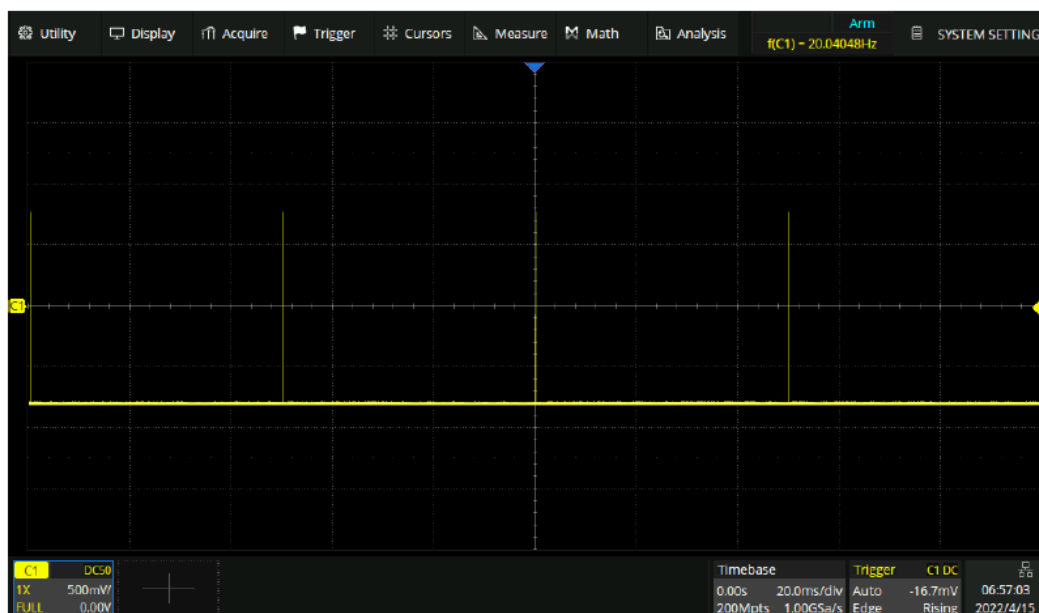 Utility Display Acquire Trigger Cursors Measure Math Analysis
Arm
f(C1) = 20.04048Hz
SYSTEM SETTING
C1
C1 DC50
1X 500mV/
FULL 0.00V
Timebase
0.00s 20.0ms/div
200Mpts 1.00GSa/s
Trigger C1 DC
Auto -16.7mV
Edge Rising
06:57:03
2022/4/15